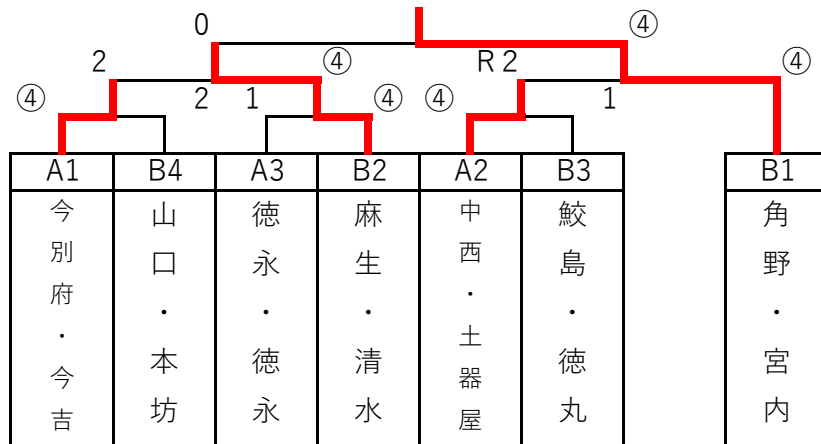 0 ④
2 ④ R2 ④
④ 2 1 ④ ④ 1
A1 B4 A3 B2 A2 B3 B1
今別府・今吉
山口・本坊
徳永・徳永
麻生・清水
中西・土器屋
鮫島・徳丸
角野・宮内